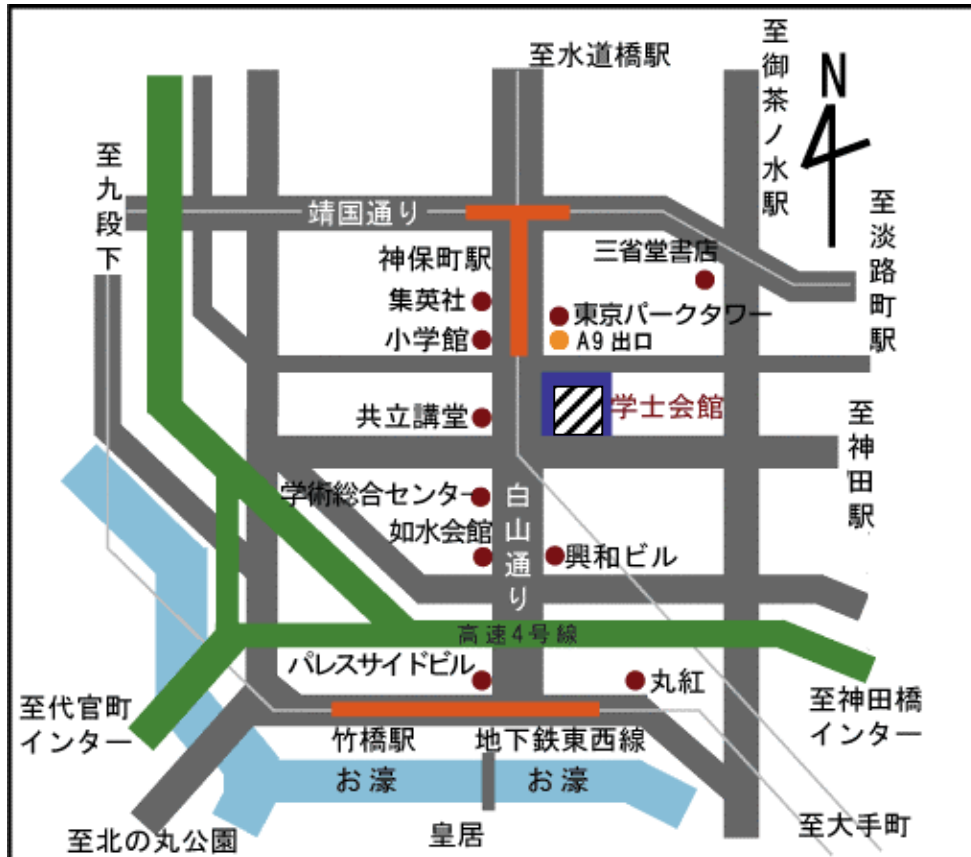 至水道橋駅
至御茶ノ水駅
N
至九段下
靖国通り
至淡路町駅
神保町駅
三省堂書店
集英社
東京パークタワー
小学館
A9出口
学士会館
共立講堂
至神田駅
学術総合センター
白山通り
如水会館
興和ビル
高速4号線
パレスサイドビル
丸紅
至代官町
インター
至神田橋
インター
竹橋駅
地下鉄東西線
お濠
お濠
至大手町
皇居
至北の丸公園